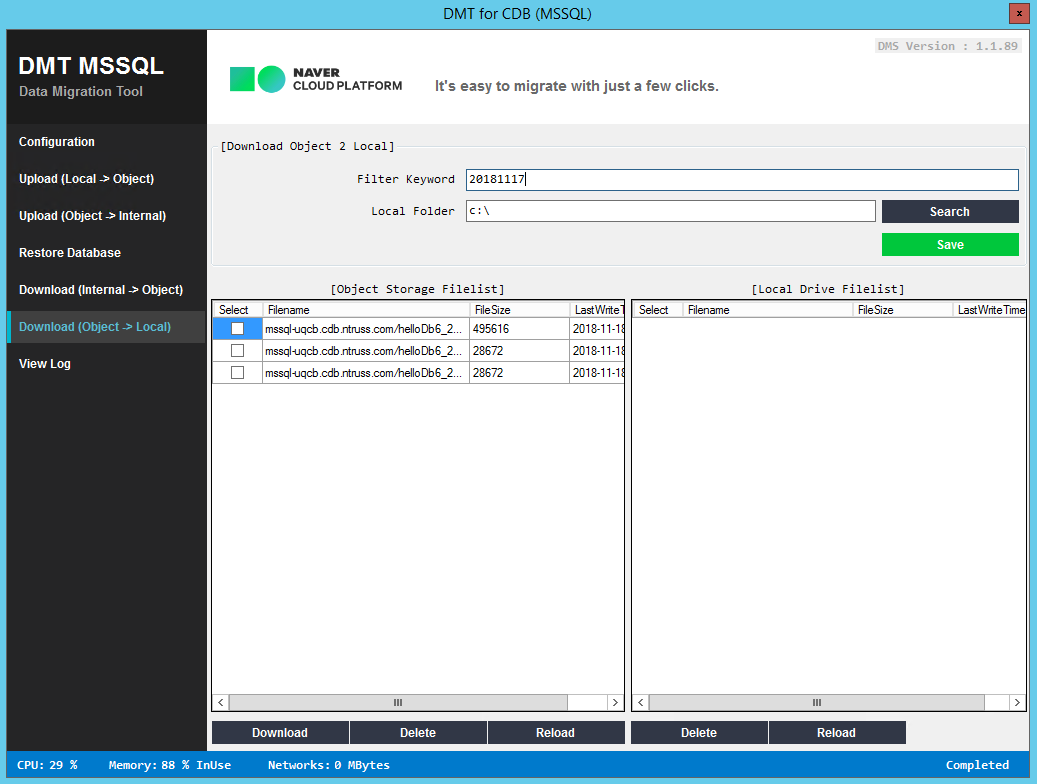 DMT for CDB (MSSQL)
x
DMT MSSQL
Data Migration Tool
DMS Version : 1.1.89
NAVER
CLOUD PLATFORM
It's easy to migrate with just a few clicks.
Configuration
Upload (Local -> Object)
Upload (Object -> Internal)
Restore Database
Download (Internal -> Object)
Download (Object -> Local)
View Log
[Download Object 2 Local]
Filter Keyword 20181117
Local Folder c:\ Search
Save
[Object Storage Filelist] [Local Drive Filelist]
Select Filename FileSize LastWriteT Select Filename FileSize LastWriteTime
mssql-uqcb.cdb.ntruss.com/helloDb6_2... 495616 2018-11-18
mssql-uqcb.cdb.ntruss.com/helloDb6_2... 28672 2018-11-18
mssql-uqcb.cdb.ntruss.com/helloDb6_2... 28672 2018-11-18
Download Delete Reload Delete Reload
CPU: 29 % Memory: 88 % InUse Networks: 0 MBytes Completed